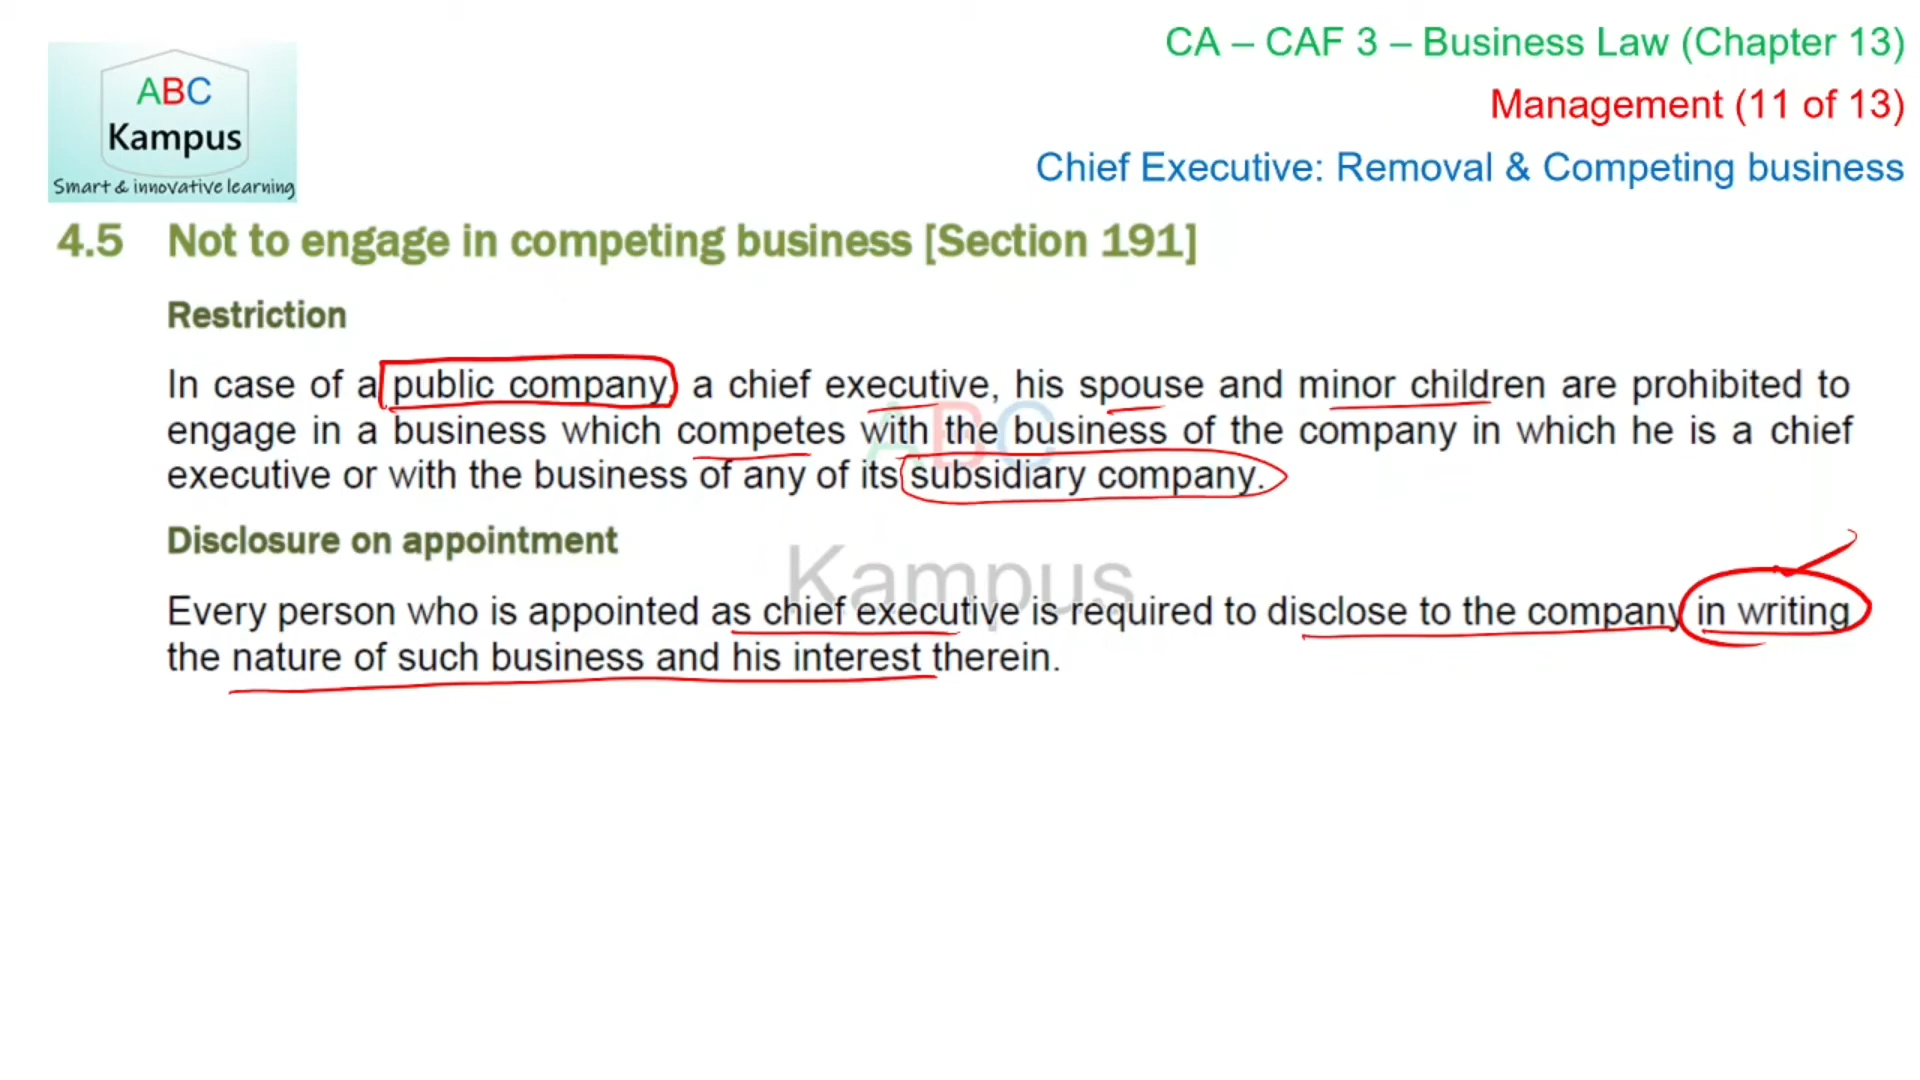 ABC
Kampus
Smart & innovative learning
CA – CAF 3 – Business Law (Chapter 13)
Management (11 of 13)
Chief Executive: Removal & Competing business
4.5 Not to engage in competing business [Section 191]
Restriction
In case of a public company, a chief executive, his spouse and minor children are prohibited to
engage in a business which competes with the business of the company in which he is a chief
executive or with the business of any of its subsidiary company.
Disclosure on appointment
Every person who is appointed as chief executive is required to disclose to the company in writing
the nature of such business and his interest therein.
ABC
Kampus